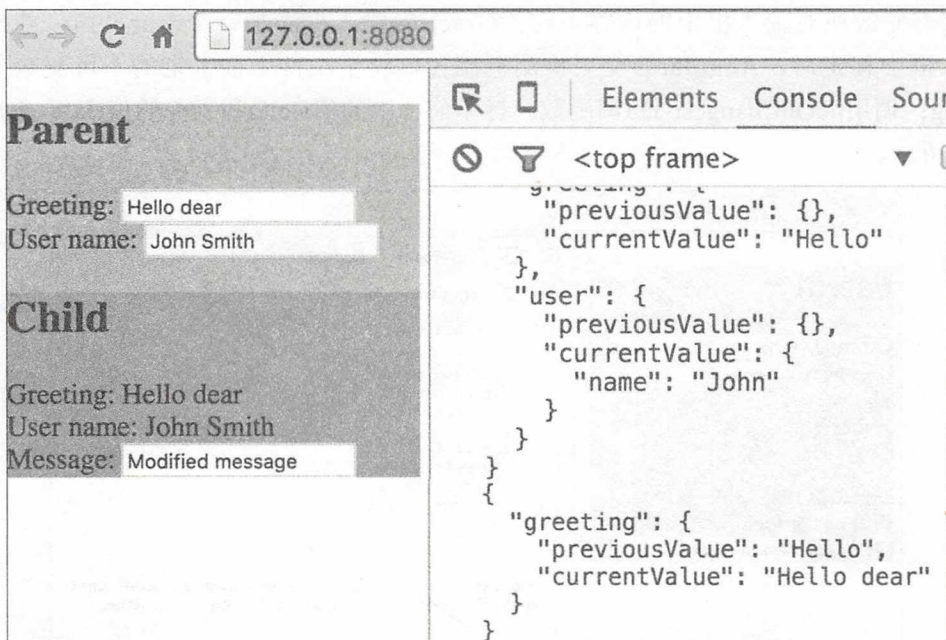 127.0.0.1:8080
Parent
Greeting: Hello dear
User name: John Smith
Child
Greeting: Hello dear
User name: John Smith
Message: Modified message
Elements Console Sour
<top frame>
greeting": {
"previousValue": {},
"currentValue": "Hello"
},
"user": {
"previousValue": {},
"currentValue": {
"name": "John"
}
}
}
{
"greeting": {
"previousValue": "Hello",
"currentValue": "Hello dear"
}
}